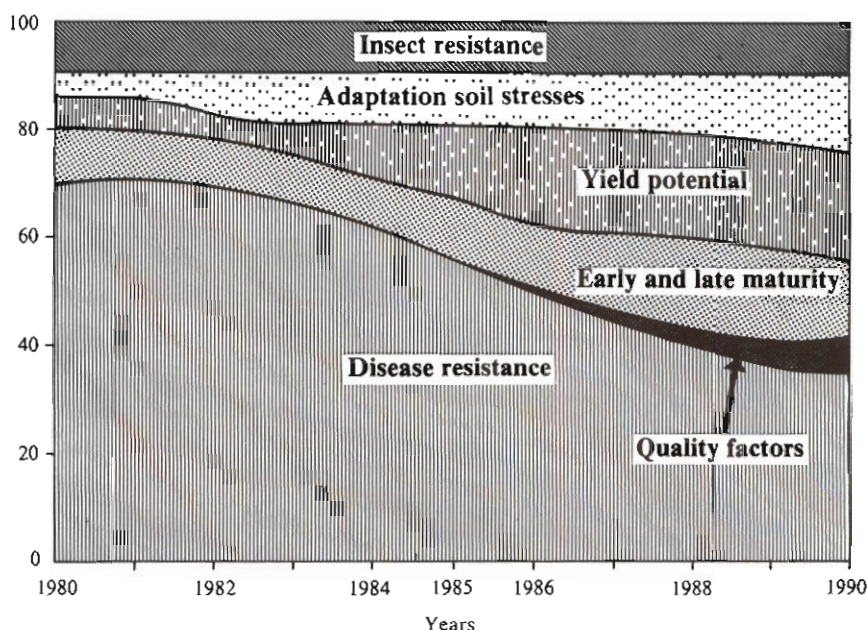 100
Insect resistance
Adaptation soil stresses
80
Yield potential
60
Early and late maturity
40
Disease resistance
Quality factors
20
0
1980 1982 1984 1985 1986 1988 1990
Years